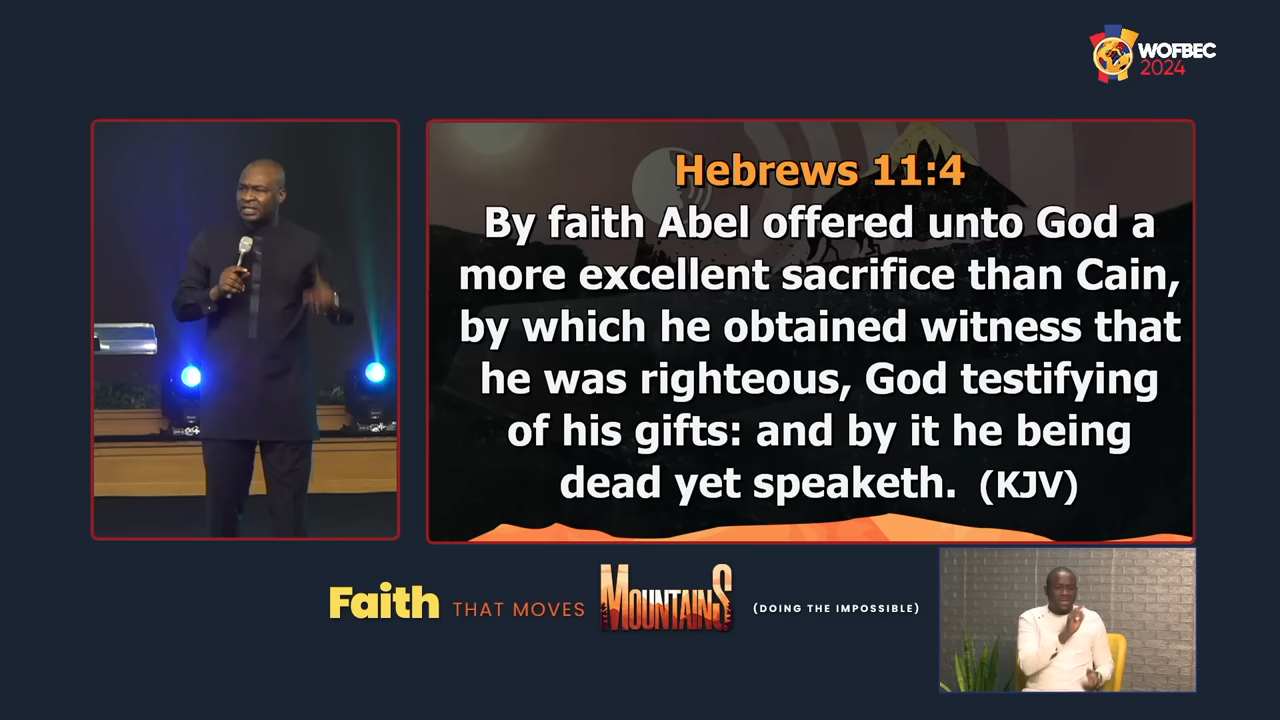 WOFBEC
2024
Hebrews 11:4
By faith Abel offered unto God a
more excellent sacrifice than Cain,
by which he obtained witness that
he was righteous, God testifying
of his gifts: and by it he being
dead yet speaketh. (KJV)
Faith THAT MOVES MOUNTAINS (DOING THE IMPOSSIBLE)